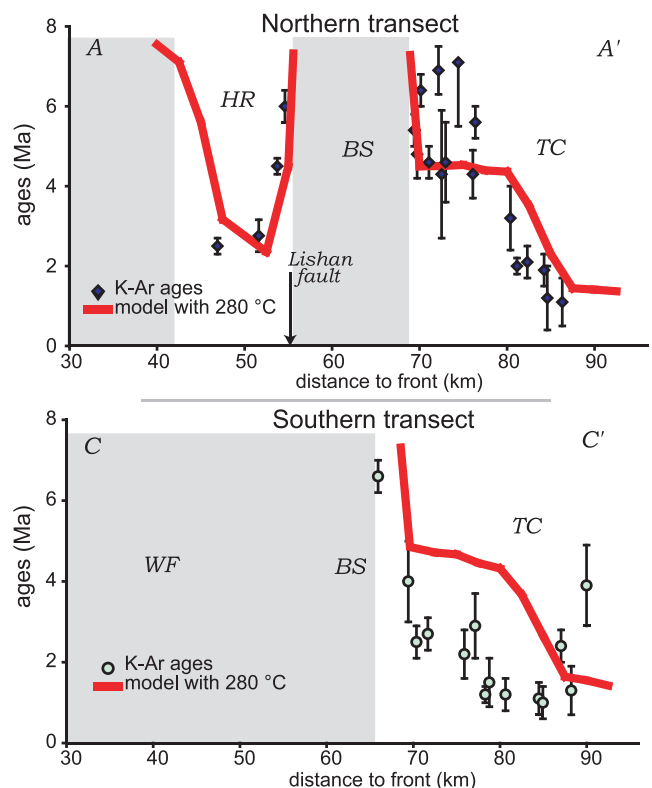 Northern transect
8
A
A'
HR
6
BS
TC
4
ages (Ma)
Lishan
fault
2
K-Ar ages
model with 280 °C
0
30 40 50 60 70 80 90
distance to front (km)
Southern transect
8
C
C'
6
TC
WF
BS
4
ages (Ma)
2
K-Ar ages
model with 280 °C
0
30 40 50 60 70 80 90
distance to front (km)